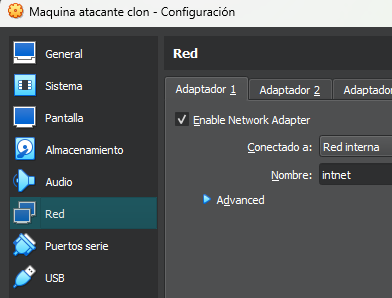 Maquina atacante clon - Configuración
General
Sistema
Pantalla
Almacenamiento
Audio
Red
Puertos serie
USB
Red
Adaptador 1
Adaptador 2
Adaptador
Enable Network Adapter
Conectado a: Red interna
Nombre: intnet
Advanced